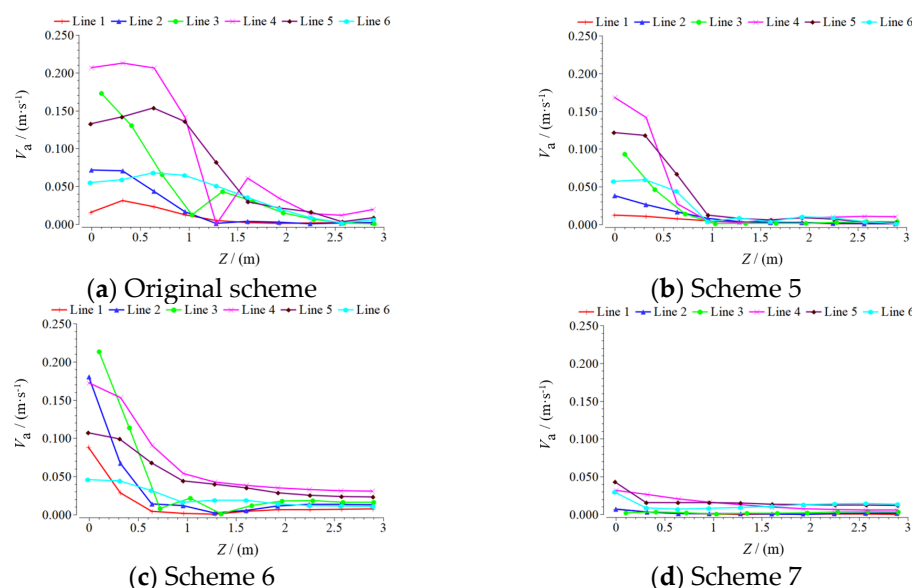 Line 1 Line 2 Line 3 Line 4 Line 5 Line 6
0.250
0.200
0.150
0.100
0.050
0.000
Va / (m·s⁻¹)
0 0.5 1 1.5 2 2.5 3
Z / (m)
(a) Original scheme
Line 1 Line 2 Line 3 Line 4 Line 5 Line 6
0.250
0.200
0.150
0.100
0.050
0.000
Va / (m·s⁻¹)
0 0.5 1 1.5 2 2.5 3
Z / (m)
(b) Scheme 5
Line 1 Line 2 Line 3 Line 4 Line 5 Line 6
0.250
0.200
0.150
0.100
0.050
0.000
Va / (m·s⁻¹)
0 0.5 1 1.5 2 2.5 3
Z / (m)
(c) Scheme 6
Line 1 Line 2 Line 3 Line 4 Line 5 Line 6
0.250
0.200
0.150
0.100
0.050
0.000
Va / (m·s⁻¹)
0 0.5 1 1.5 2 2.5 3
Z / (m)
(d) Scheme 7